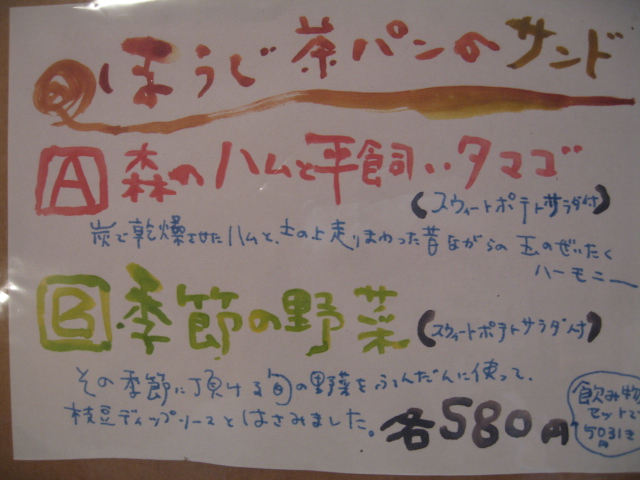 ほうじ茶パンのサンド
A 森のハムと平飼いタマゴ
(スウィートポテトサラダ付)
炭で乾燥させたハムと、土の上走りまわった昔ながらの玉のぜいたく
ハーモニー
B 季節の野菜
(スウィートポテトサラダ付)
その季節に頂ける旬の野菜をふんだんに使って、
枝豆ディップソースとはさみました。
各580円
飲み物
セットで
50引き
円